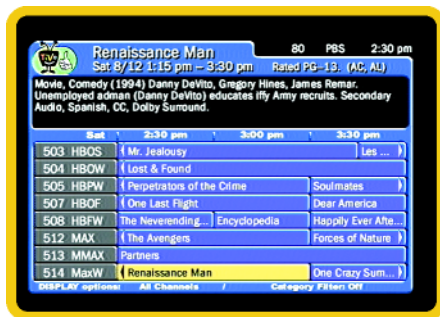 TiVo
Renaissance Man 80 PBS 2:30 pm
Sat 8/12 1:15 pm – 3:30 pm Rated PG-13. (AC, AL)
Movie, Comedy (1994) Danny DeVito, Gregory Hines, James Remar.
Unemployed adman (Danny DeVito) educates iffy Army recruits. Secondary
Audio, Spanish, CC, Dolby Surround.
Sat 2:30 pm 3:00 pm 3:30 pm
503 HBOS Mr. Jealousy Les ...
504 HBOW Lost & Found
505 HBPW Perpetrators of the Crime Soulmates
507 HBOF One Last Flight Dear America
508 HBFW The Neverending... Encyclopedia Happily Ever Afte...
512 MAX The Avengers Forces of Nature
513 MMAX Partners
514 MaxW Renaissance Man One Crazy Sum...
DISPLAY options: All Channels / Category Filter: Off